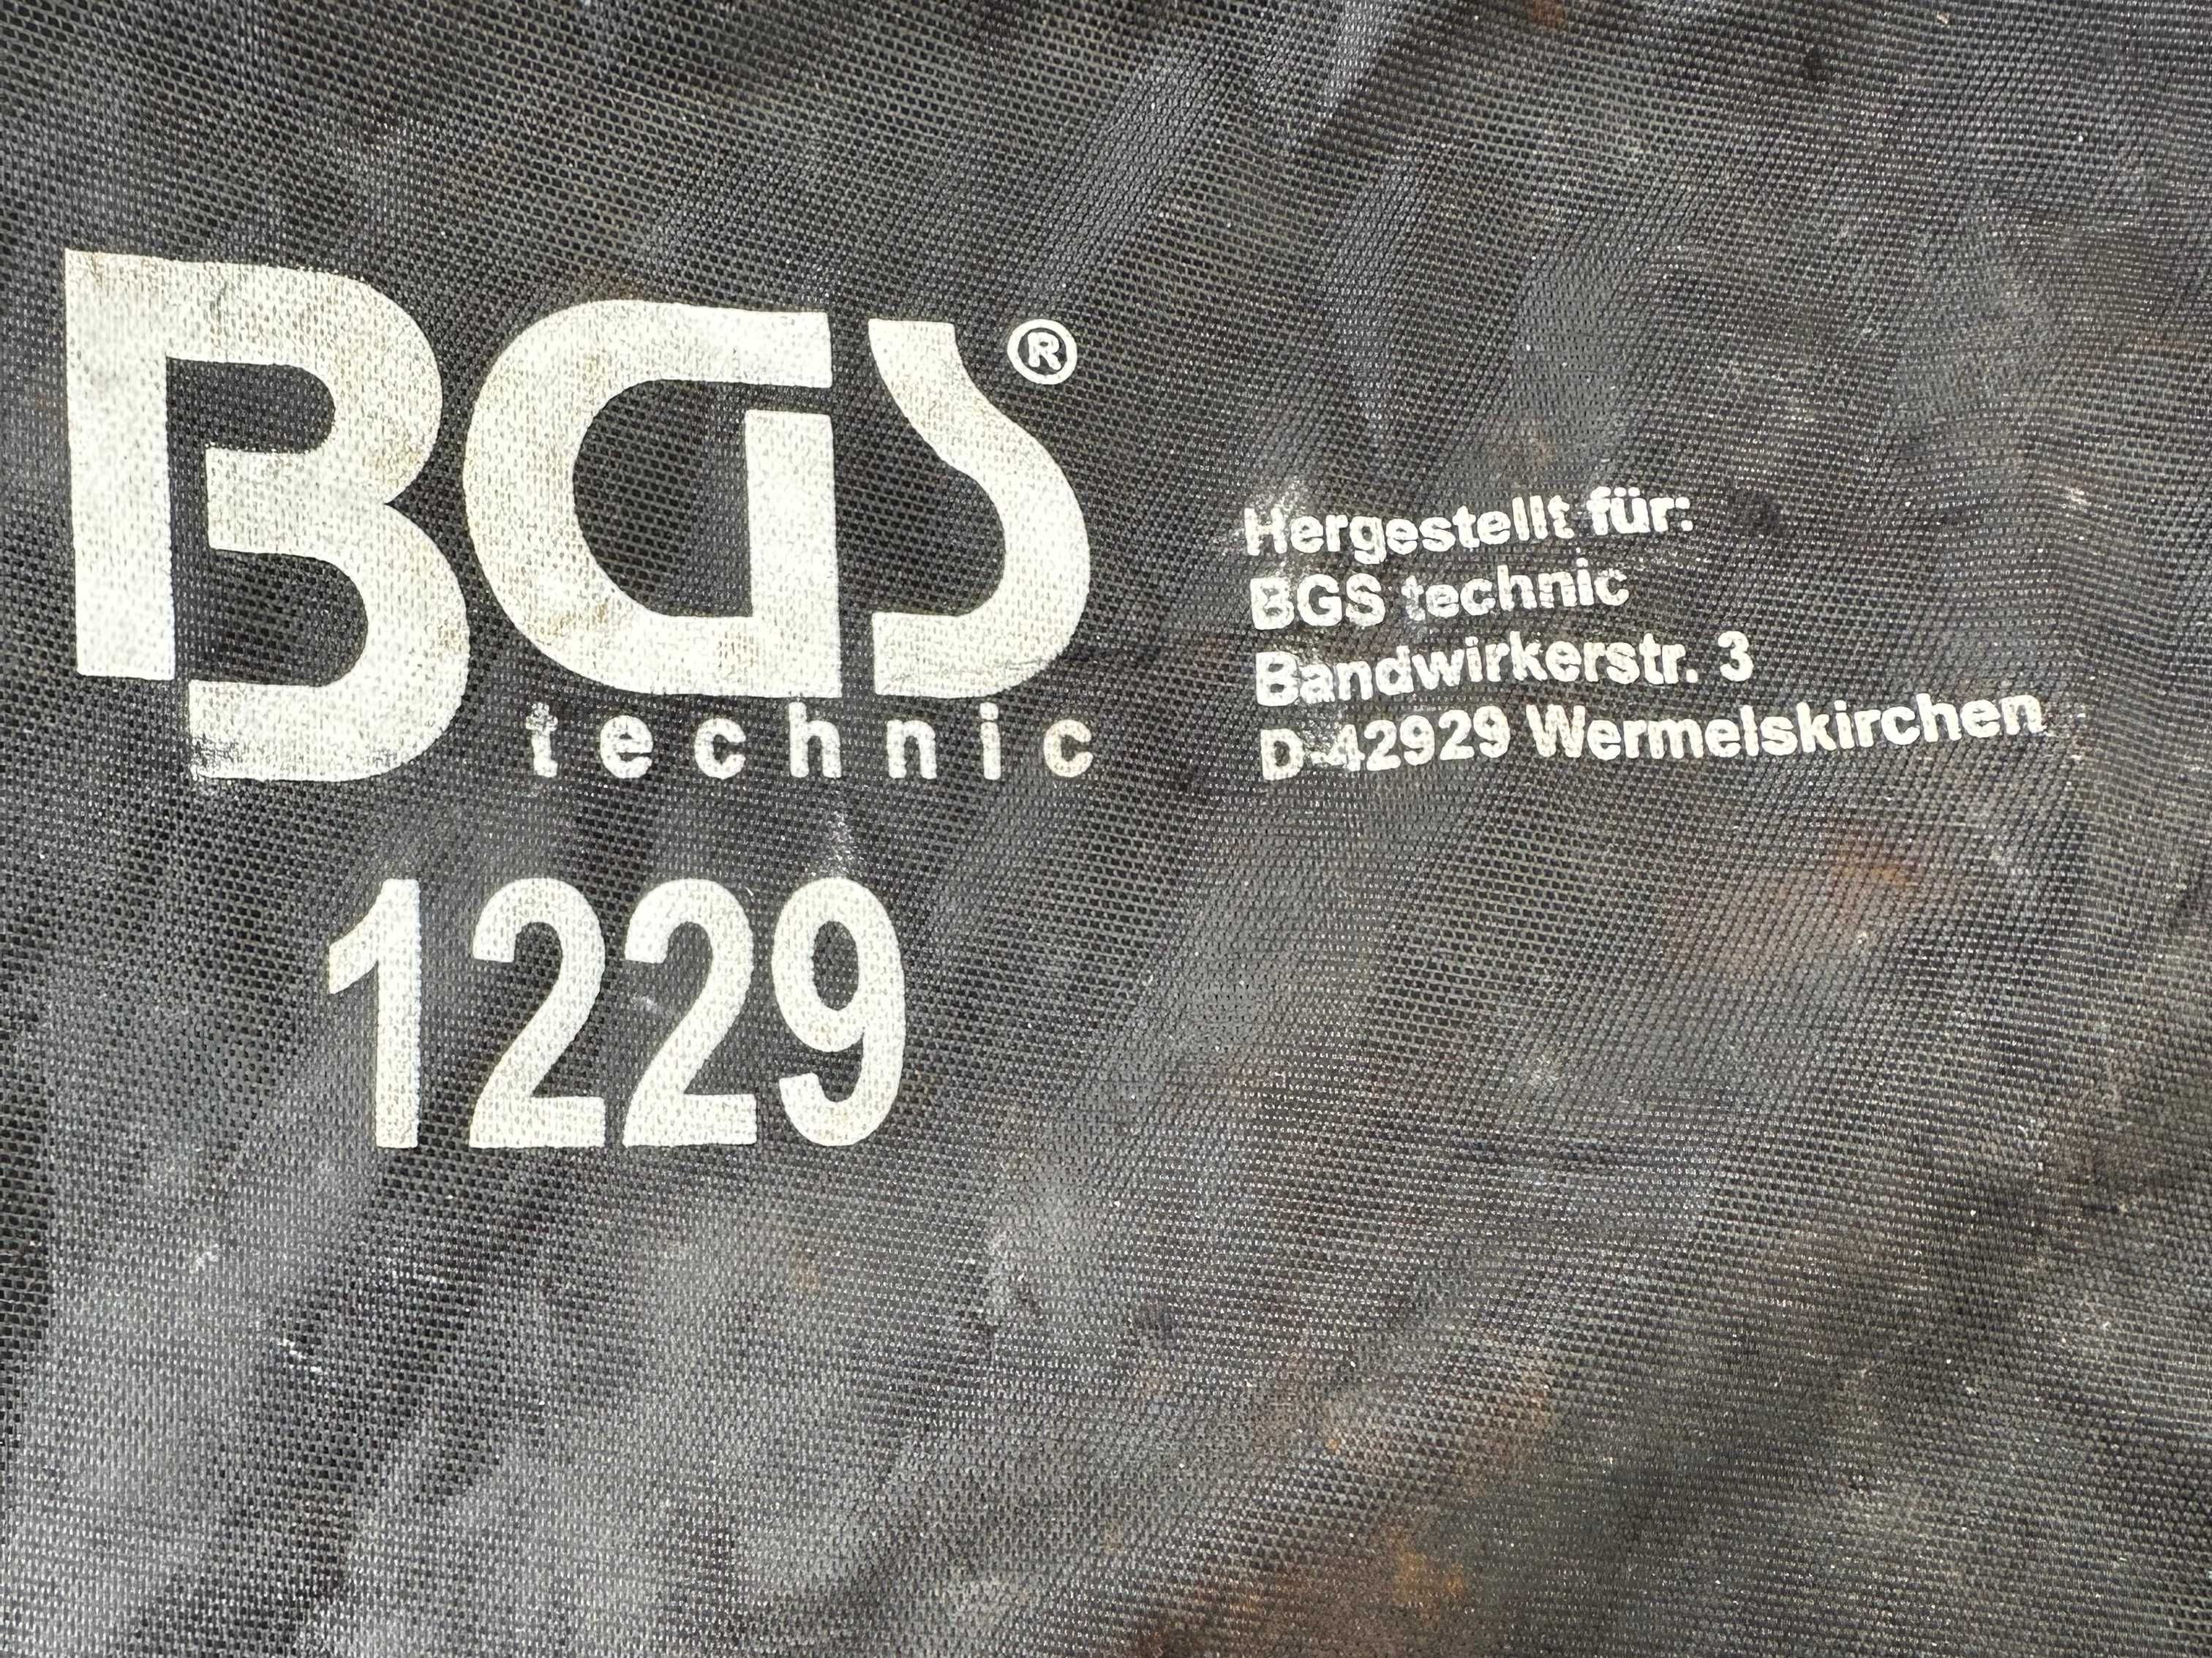 BGS®
technic
1229
Hergestellt für:
BGS technic
Bandwirkerstr. 3
D-42929 Wermelskirchen